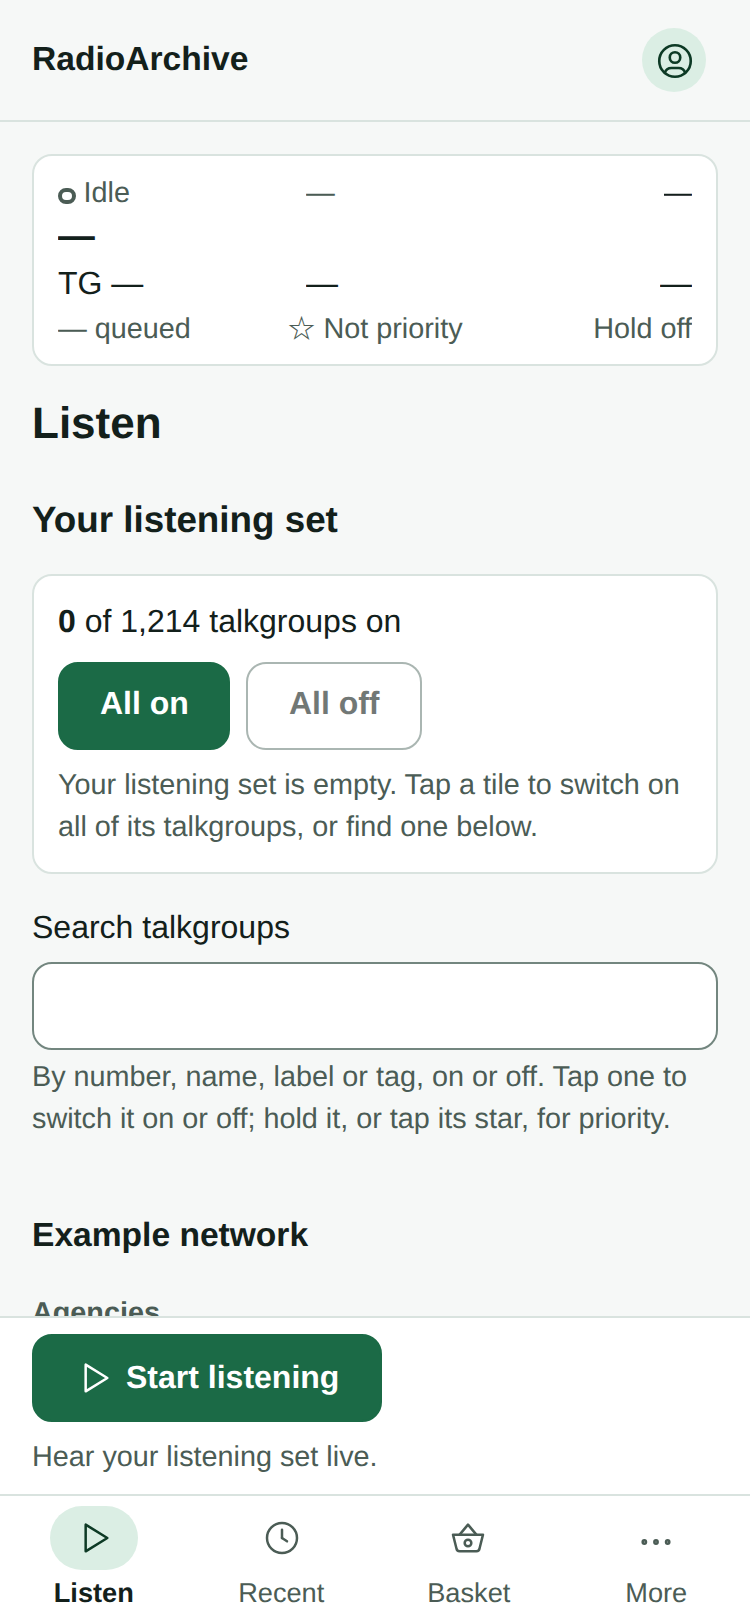 RadioArchive
Idle — —
—
TG — — —
— queued ☆ Not priority Hold off
Listen
Your listening set
0 of 1,214 talkgroups on
All on All off
Your listening set is empty. Tap a tile to switch on
all of its talkgroups, or find one below.
Search talkgroups
By number, name, label or tag, on or off. Tap one to
switch it on or off; hold it, or tap its star, for priority.
Example network
Agencies
Start listening
Hear your listening set live.
Listen Recent Basket More